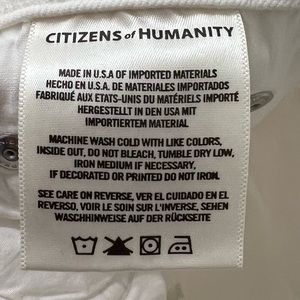 CITIZENS of HUMANITY
MADE IN U.S.A OF IMPORTED MATERIALS
HECHO EN U.S.A. DE MATERIALES IMPORTADOS
FABRIQUÉ AUX ETATS-UNIS DU MATÉRIELS IMPORTÉ
HERGESTELLT IN DEN USA MIT
IMPORTIERTEM MATERIAL
MACHINE WASH COLD WITH LIKE COLORS,
INSIDE OUT, DO NOT BLEACH, TUMBLE DRY LOW,
IRON MEDIUM IF NECESSARY.
IF DECORATED OR PRINTED DO NOT IRON.
SEE CARE ON REVERSE, VER EL CUIDADO EN EL
REVERSO, VOIR LE SOIN SUR L'INVERSE, SEHEN
WASCHHINWEISE AUF DER RÜCKSEITE